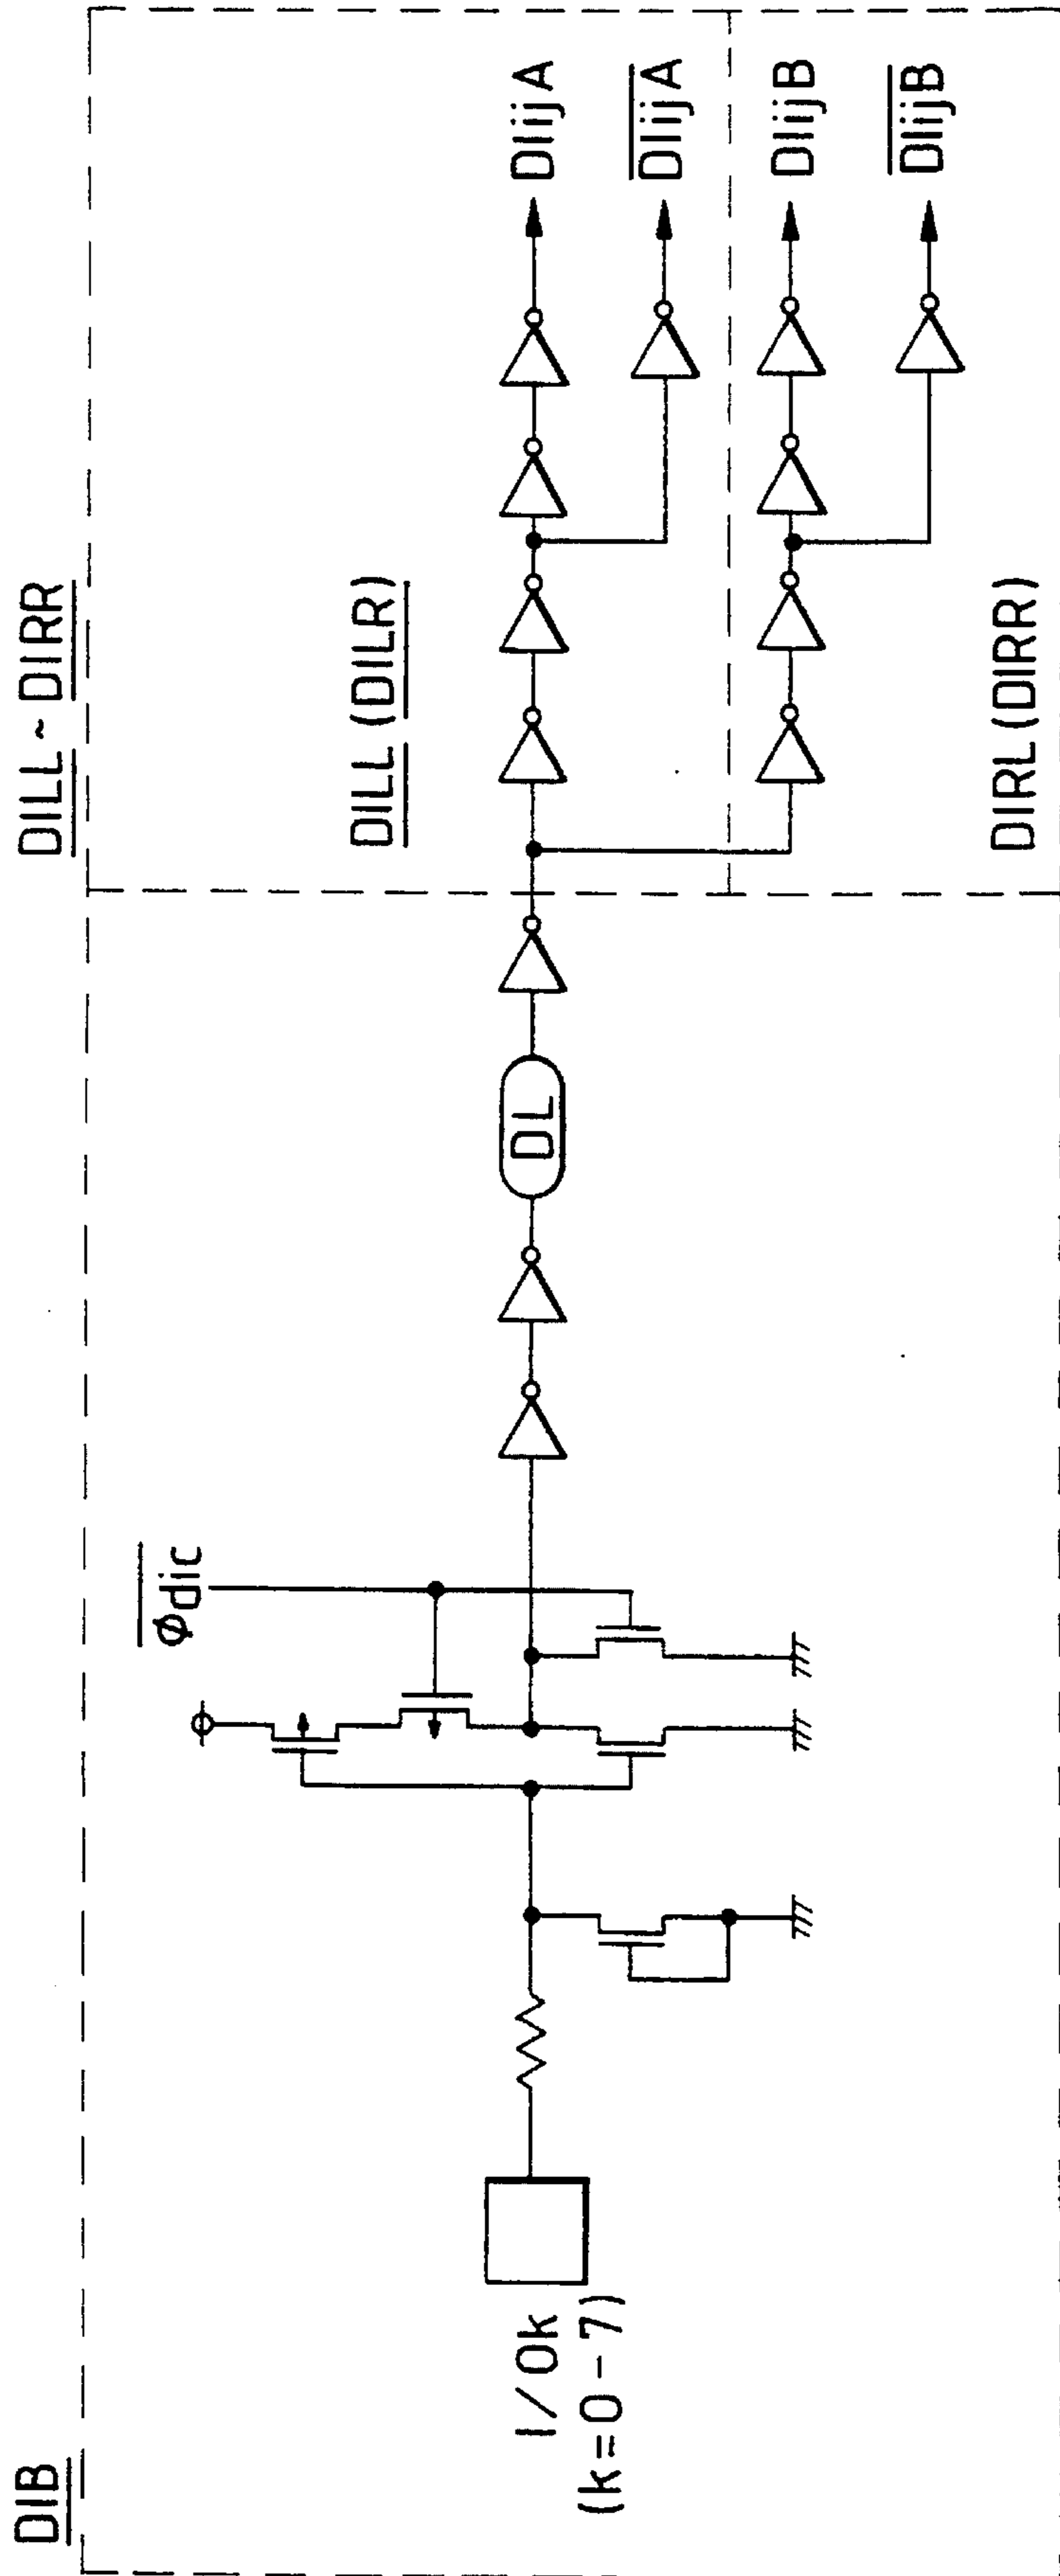 DIB
DILL ~ DIRR
φdic
DILL (DILR)
DIijA
DIijA
DIijB
DIijB
DL
I/Ok
(k=0-7)
DIRL (DIRR)